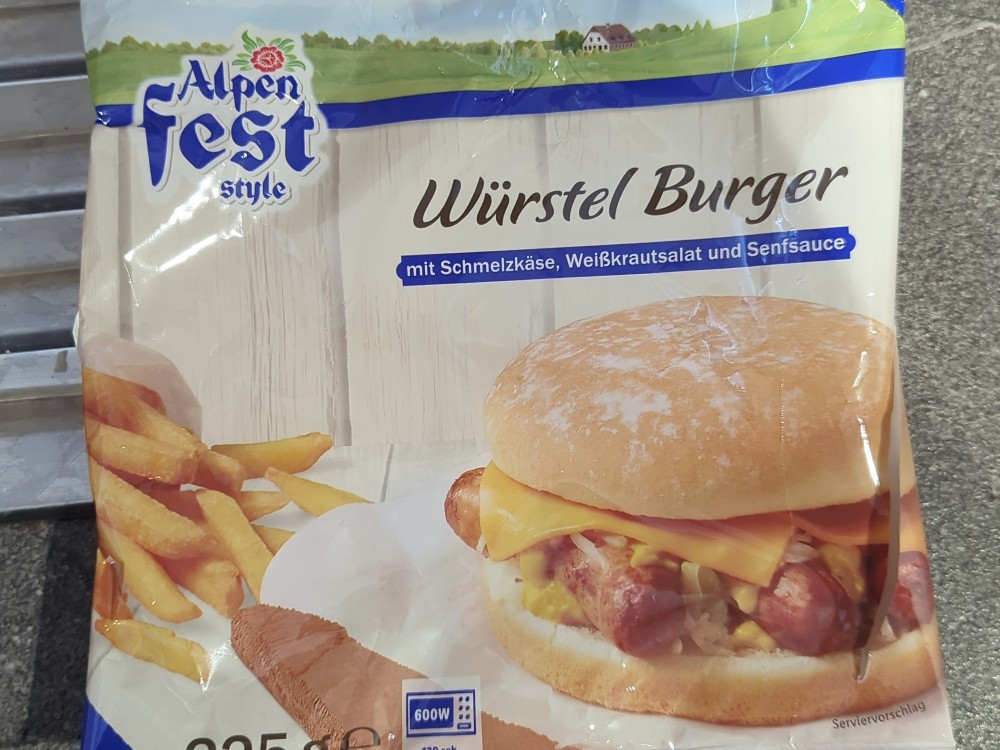 Alpen
fest
style
Würstel Burger
mit Schmelzkäse, Weißkrautsalat und Senfsauce
600W
Serviervorschlag